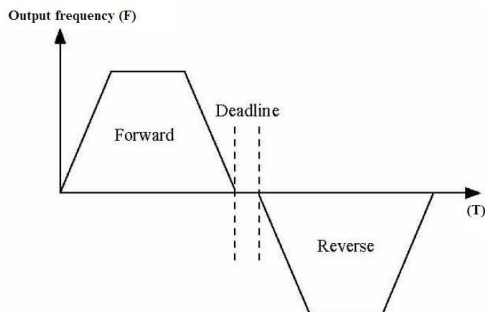 Output frequency (F)
Deadline
Forward
(T)
Reverse